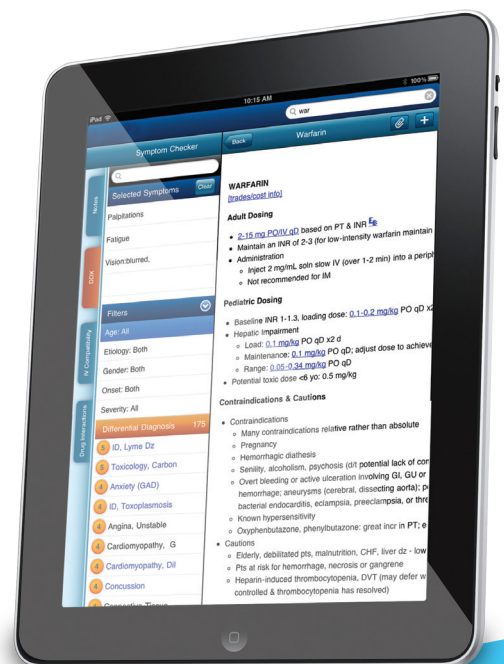 iPod
10:15 AM
100%
war
Symptom Checker
Back
Warfarin
Notes
DDX
IV Compatibility
Drug Interactions
Selected Symptoms
Clear
Palpitations
Fatigue
Vision:blurred,
Filters
Age: All
Etiology: Both
Gender: Both
Onset: Both
Severity: All
Differential Diagnosis 175
5 ID, Lyme Dz
5 Toxicology, Carbon
4 Anxiety (GAD)
4 ID, Toxoplasmosis
4 Angina, Unstable
4 Cardiomyopathy, G
4 Cardiomyopathy, Dil
4 Concussion
4 Connective Tissue
WARFARIN
[trades/cost info]
Adult Dosing
• 2-15 mg PO/IV qD based on PT & INR
• Maintain an INR of 2-3 (for low-intensity warfarin maintain
• Administration
◦ Inject 2 mg/mL soln slow IV (over 1-2 min) into a periph
◦ Not recommended for IM
Pediatric Dosing
• Baseline INR 1-1.3, loading dose: 0.1-0.2 mg/kg PO qD x2
• Hepatic Impairment
◦ Load: 0.1 mg/kg PO qD x2 d
◦ Maintenance: 0.1 mg/kg PO qD; adjust dose to achieve
◦ Range: 0.05-0.34 mg/kg PO qD
• Potential toxic dose <6 yo: 0.5 mg/kg
Contraindications & Cautions
• Contraindications
◦ Many contraindications relative rather than absolute
◦ Pregnancy
◦ Hemorrhagic diathesis
◦ Senility, alcoholism, psychosis (d/t potential lack of con
◦ Overt bleeding or active ulceration involving GI, GU or
hemorrhage; aneurysms (cerebral, dissecting aorta); pe
bacterial endocarditis, eclampsia, preeclampsia, or thre
◦ Known hypersensitivity
◦ Oxyphenbutazone, phenylbutazone: great incr in PT; e
• Cautions
◦ Elderly, debilitated pts, malnutrition, CHF, liver dz - low
◦ Pts at risk for hemorrhage, necrosis or gangrene
◦ Heparin-induced thrombocytopenia, DVT (may defer w
controlled & thrombocytopenia has resolved)